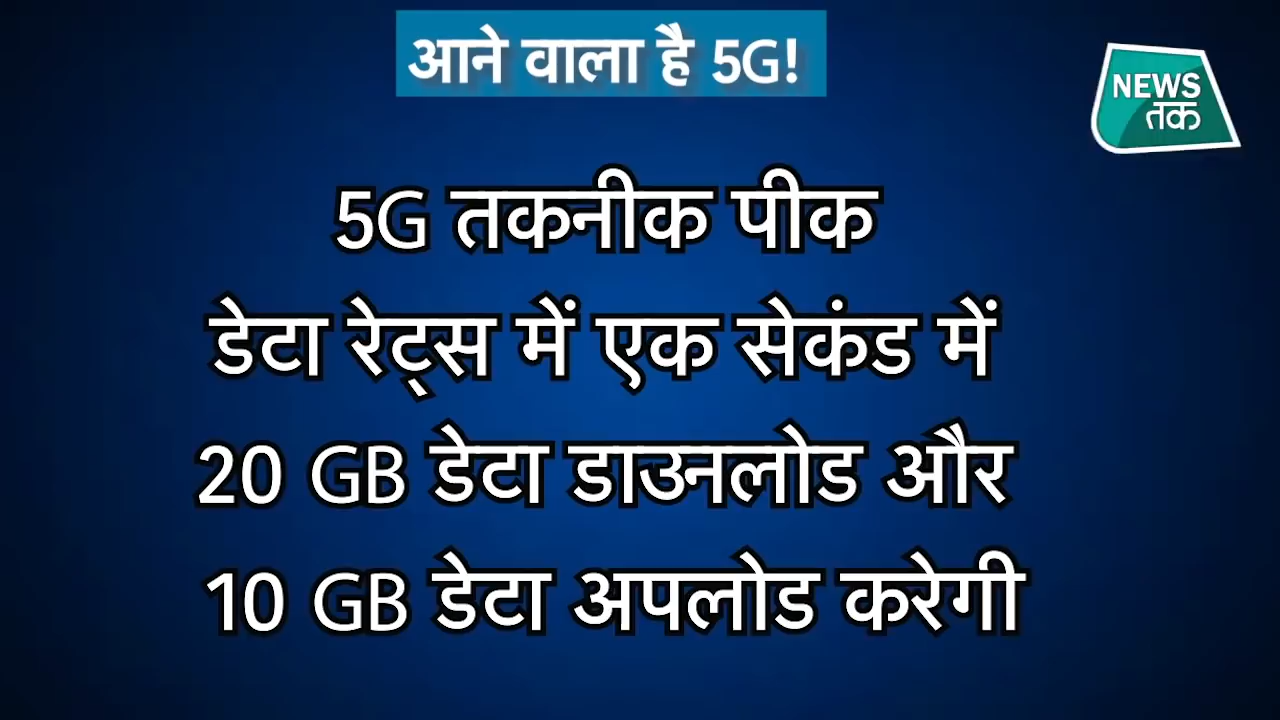 आने वाला है 5G!
NEWS
तक
5G तकनीक पीक
डेटा रेट्स में एक सेकंड में
20 GB डेटा डाउनलोड और
10 GB डेटा अपलोड करेगी